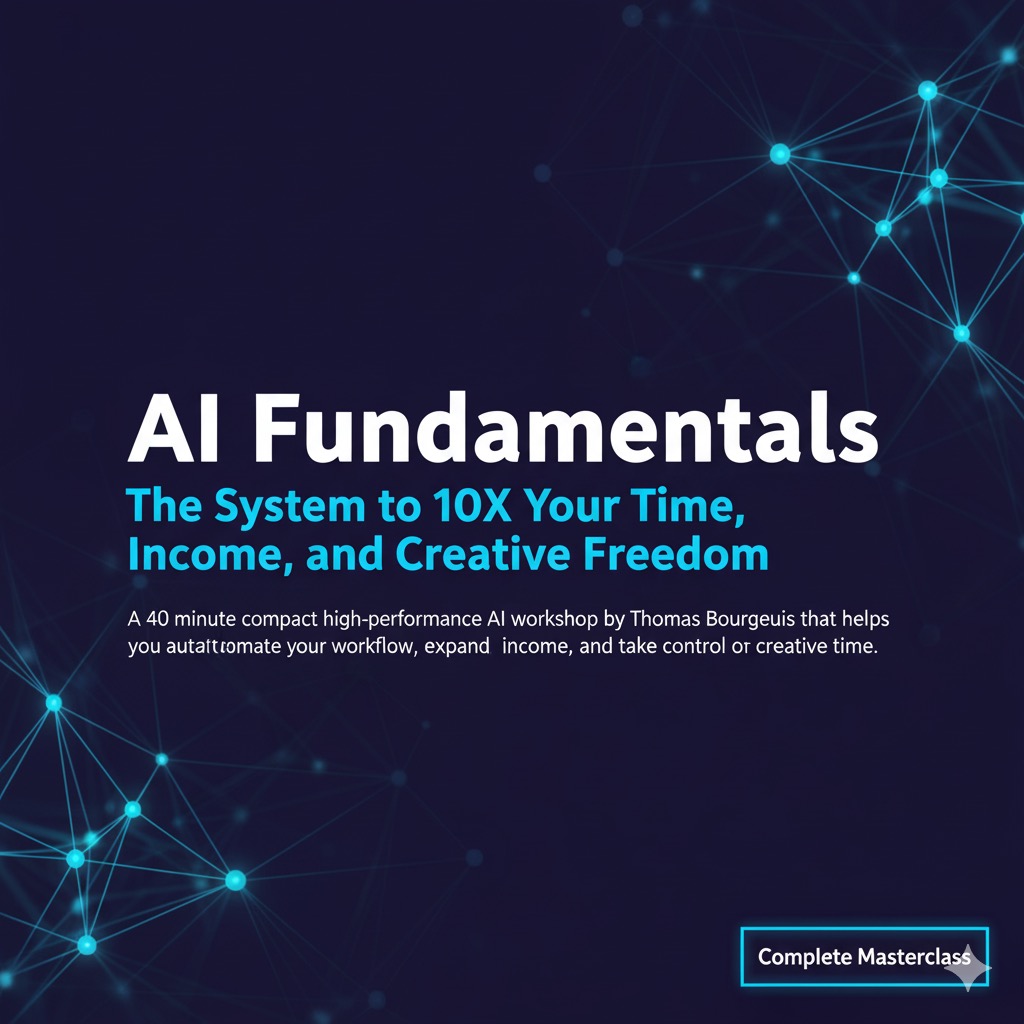 AI Fundamentals
The System to 10X Your Time,
Income, and Creative Freedom
A 40 minute compact high-performance AI workshop by Thomas Bourgeuis that helps
you your workflow, expand income, and take control or creative time.
Complete Masterclass